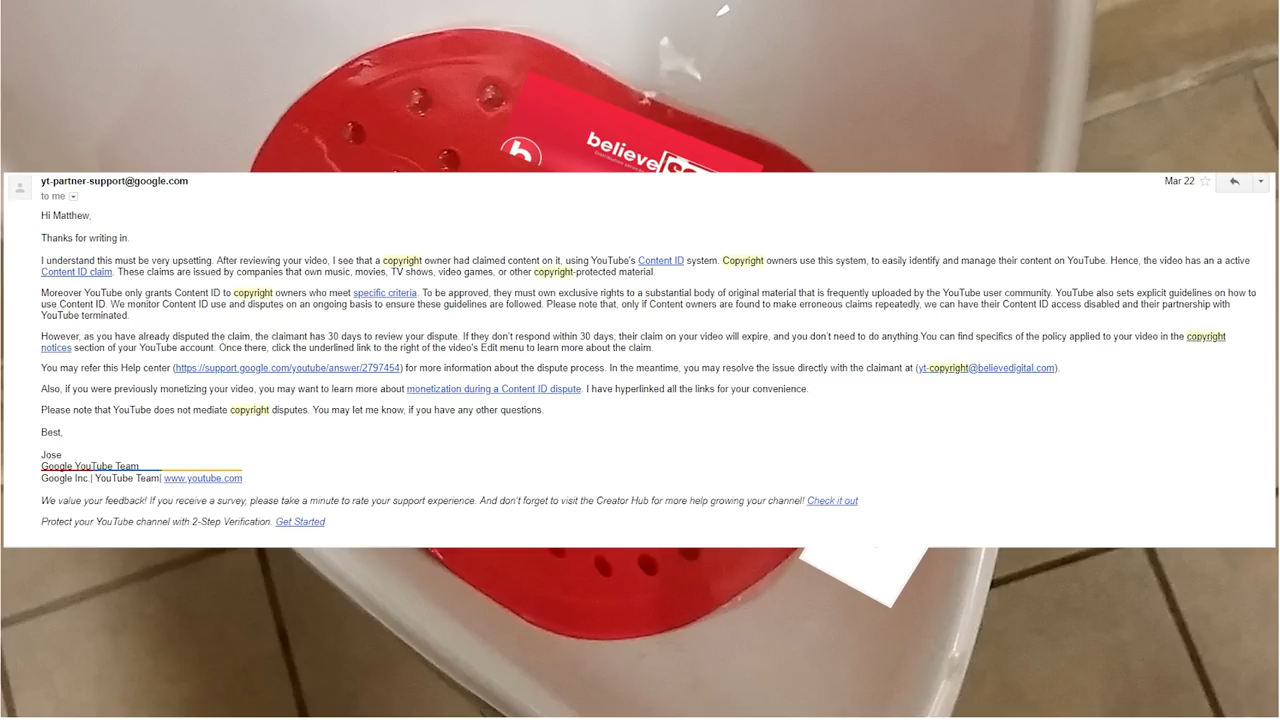 believe
yt-partner-support@google.com
Mar 22
to me
Hi Matthew,
Thanks for writing in.
I understand this must be very upsetting. After reviewing your video, I see that a copyright owner had claimed content on it, using YouTube's Content ID system. Copyright owners use this system, to easily identify and manage their content on YouTube. Hence, the video has an a active
Content ID claim. These claims are issued by companies that own music, movies, TV shows, video games, or other copyright-protected material.
Moreover YouTube only grants Content ID to copyright owners who meet specific criteria. To be approved, they must own exclusive rights to a substantial body of original material that is frequently uploaded by the YouTube user community. YouTube also sets explicit guidelines on how to
use Content ID. We monitor Content ID use and disputes on an ongoing basis to ensure these guidelines are followed. Please note that, only if Content owners are found to make erroneous claims repeatedly, we can have their Content ID access disabled and their partnership with
YouTube terminated.
However, as you have already disputed the claim, the claimant has 30 days to review your dispute. If they don't respond within 30 days, their claim on your video will expire, and you don't need to do anything.You can find specifics of the policy applied to your video in the copyright
notices section of your YouTube account. Once there, click the underlined link to the right of the video's Edit menu to learn more about the claim.
You may refer this Help center (https://support.google.com/youtube/answer/2797454) for more information about the dispute process. In the meantime, you may resolve the issue directly with the claimant at (yt-copyright@believedigital.com).
Also, if you were previously monetizing your video, you may want to learn more about monetization during a Content ID dispute. I have hyperlinked all the links for your convenience.
Please note that YouTube does not mediate copyright disputes. You may let me know, if you have any other questions.
Best,
Jose
Google YouTube Team
Google Inc.| YouTube Team| www.youtube.com
We value your feedback! If you receive a survey, please take a minute to rate your support experience. And don't forget to visit the Creator Hub for more help growing your channel! Check it out
Protect your YouTube channel with 2-Step Verification. Get Started